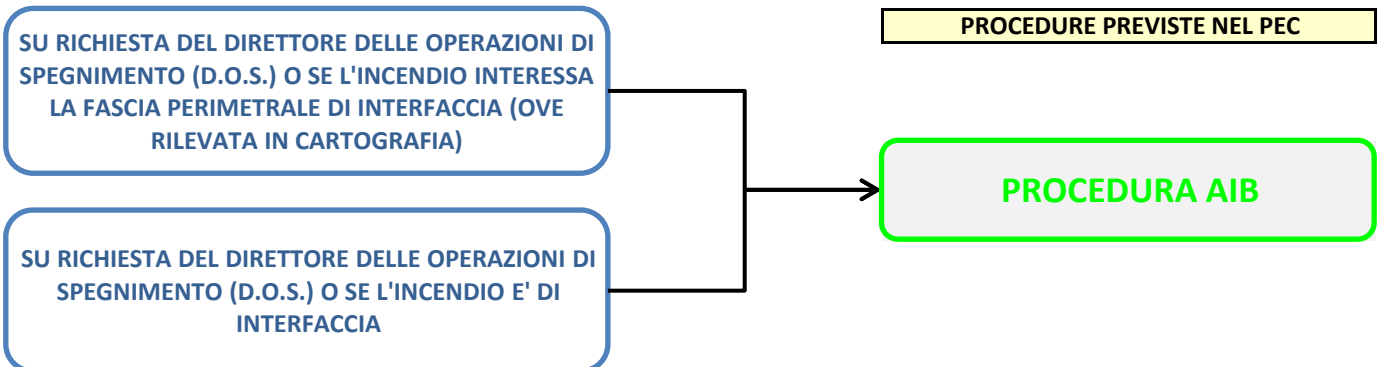 SU RICHIESTA DEL DIRETTORE DELLE OPERAZIONI DI
SPEGNIMENTO (D.O.S.) O SE L'INCENDIO INTERESSA
LA FASCIA PERIMETRALE DI INTERFACCIA (OVE
RILEVATA IN CARTOGRAFIA)
SU RICHIESTA DEL DIRETTORE DELLE OPERAZIONI DI
SPEGNIMENTO (D.O.S.) O SE L'INCENDIO E' DI
INTERFACCIA
PROCEDURE PREVISTE NEL PEC
PROCEDURA AIB